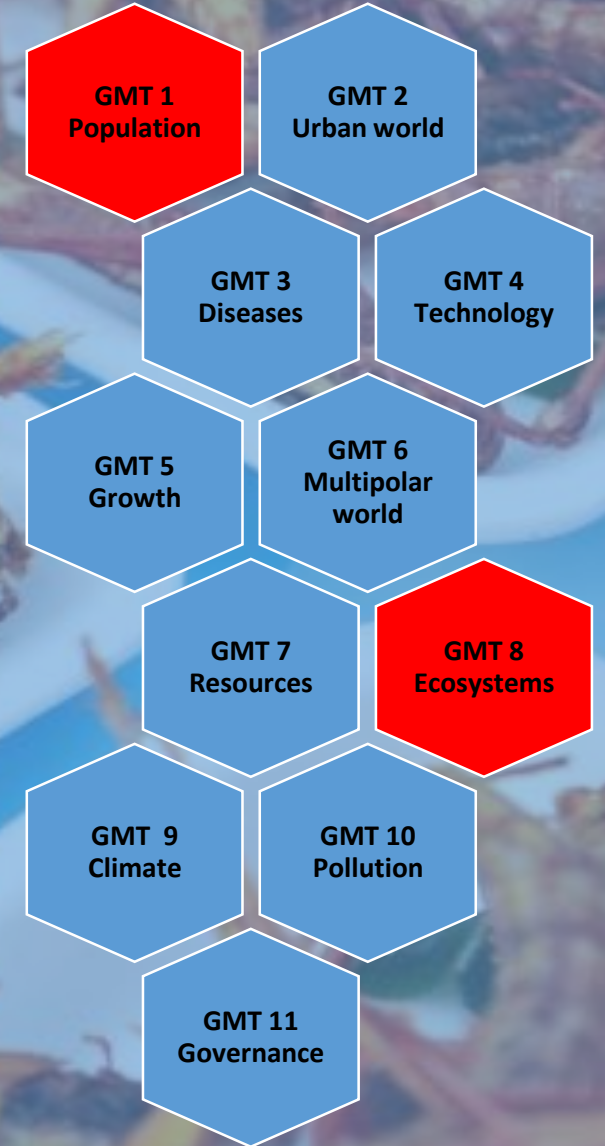 GMT 1
Population
GMT 2
Urban world
GMT 3
Diseases
GMT 4
Technology
GMT 5
Growth
GMT 6
Multipolar
world
GMT 7
Resources
GMT 8
Ecosystems
GMT 9
Climate
GMT 10
Pollution
GMT 11
Governance